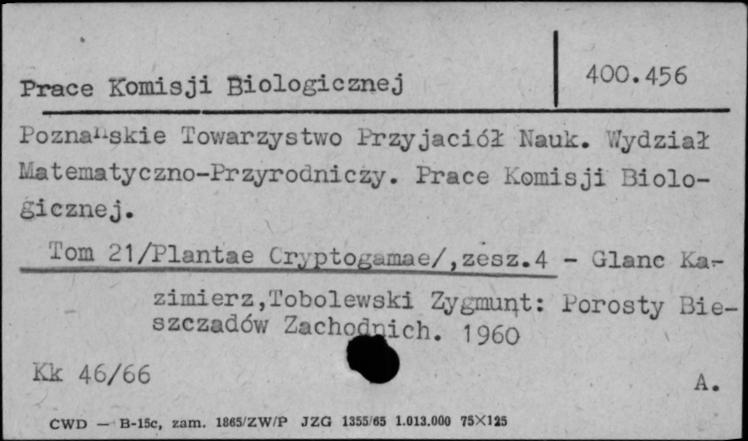 Prace Komisji Biologicznej 400.456
Poznańskie Towarzystwo Przyjaciół Nauk. Wydział
Matematyczno-Przyrodniczy. Prace Komisji Biolo-
gicznej.
Tom 21/Plantae Cryptogamae/,zesz.4 - Glanc Ka-
zimierz,Tobolewski Zygmunt: Porosty Bie-
szczadów Zachodnich. 1960
Kk 46/66 A.
CWD — B-15c, zam. 1865/ZW/P JZG 1355/65 1.013.000 75×125